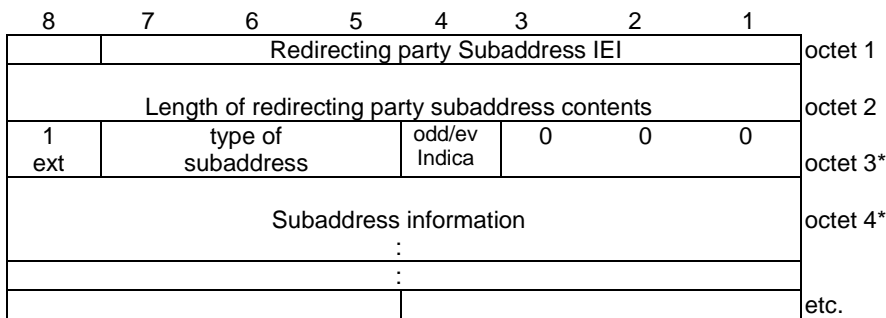 8 7 6 5 4 3 2 1
Redirecting party Subaddress IEI octet 1
Length of redirecting party subaddress contents octet 2
1 type of odd/ev 0 0 0
ext subaddress Indica octet 3*
Subaddress information octet 4*
:
:
etc.